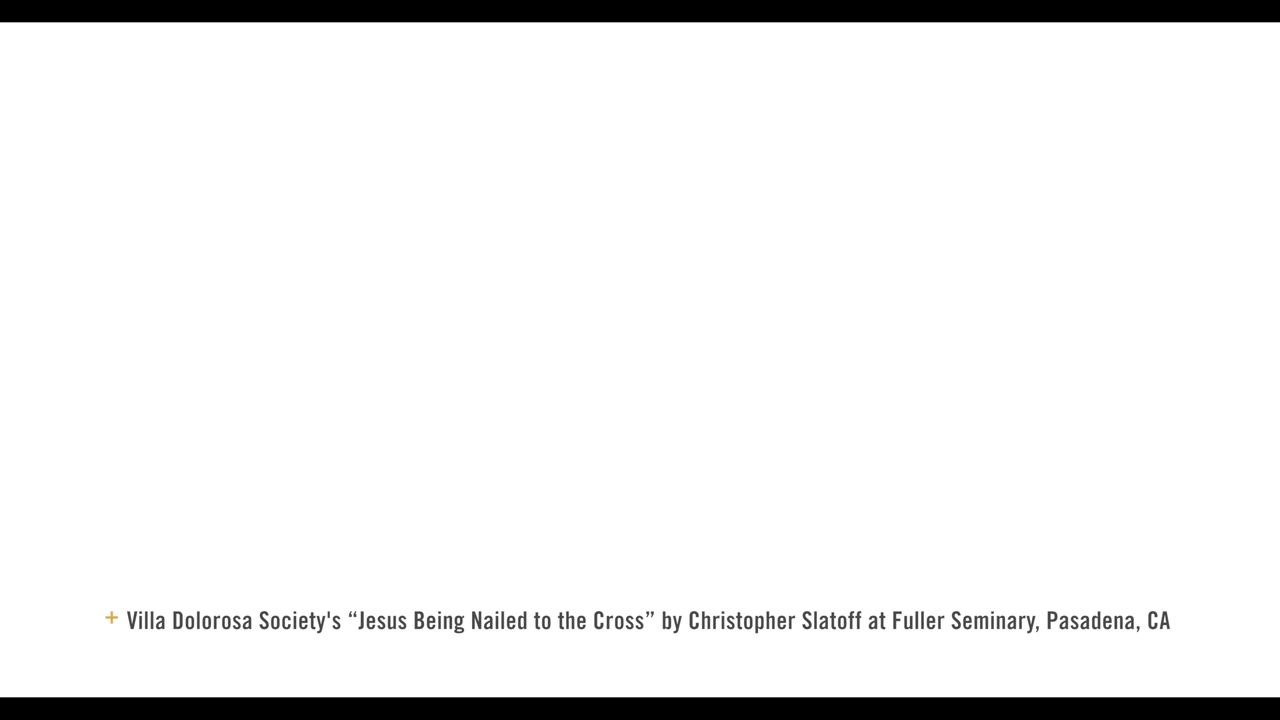 + Villa Dolorosa Society's “Jesus Being Nailed to the Cross” by Christopher Slatoff at Fuller Seminary, Pasadena, CA